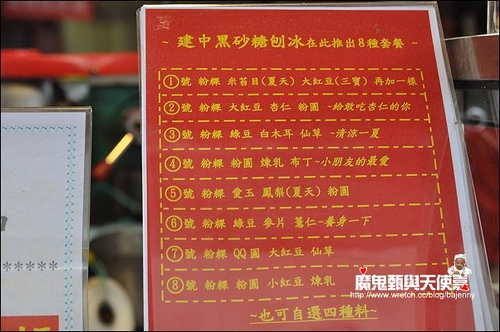 ~ 建中黑砂糖刨冰在此推出8種套餐 ~
①號 粉粿 米苔目(夏天) 大紅豆(三寶) 再加一樣
②號 粉粿 大紅豆 杏仁 粉圓 ~給敢吃杏仁的你
③號 粉粿 綠豆 白木耳 仙草 ~清涼一夏
④號 粉粿 粉圓 煉乳 布丁~小朋友的最愛
⑤號 粉粿 愛玉 鳳梨(夏天) 粉圓
⑥號 粉粿 綠豆 麥片 薏仁~養身一下
⑦號 粉粿 QQ圓 大紅豆 仙草
⑧號 粉粿 粉圓 小紅豆 煉乳
~也可自選四種料~
*****
魔鬼甄與天使嘉
http://www.wretch.cc/blog/bajenny